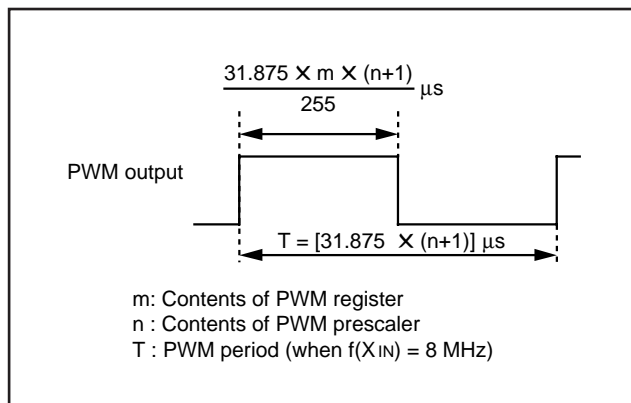 31.875 × m × (n+1)
255
μs
PWM output
T = [31.875 × (n+1)] μs
m: Contents of PWM register
n : Contents of PWM prescaler
T : PWM period (when f(XIN) = 8 MHz)